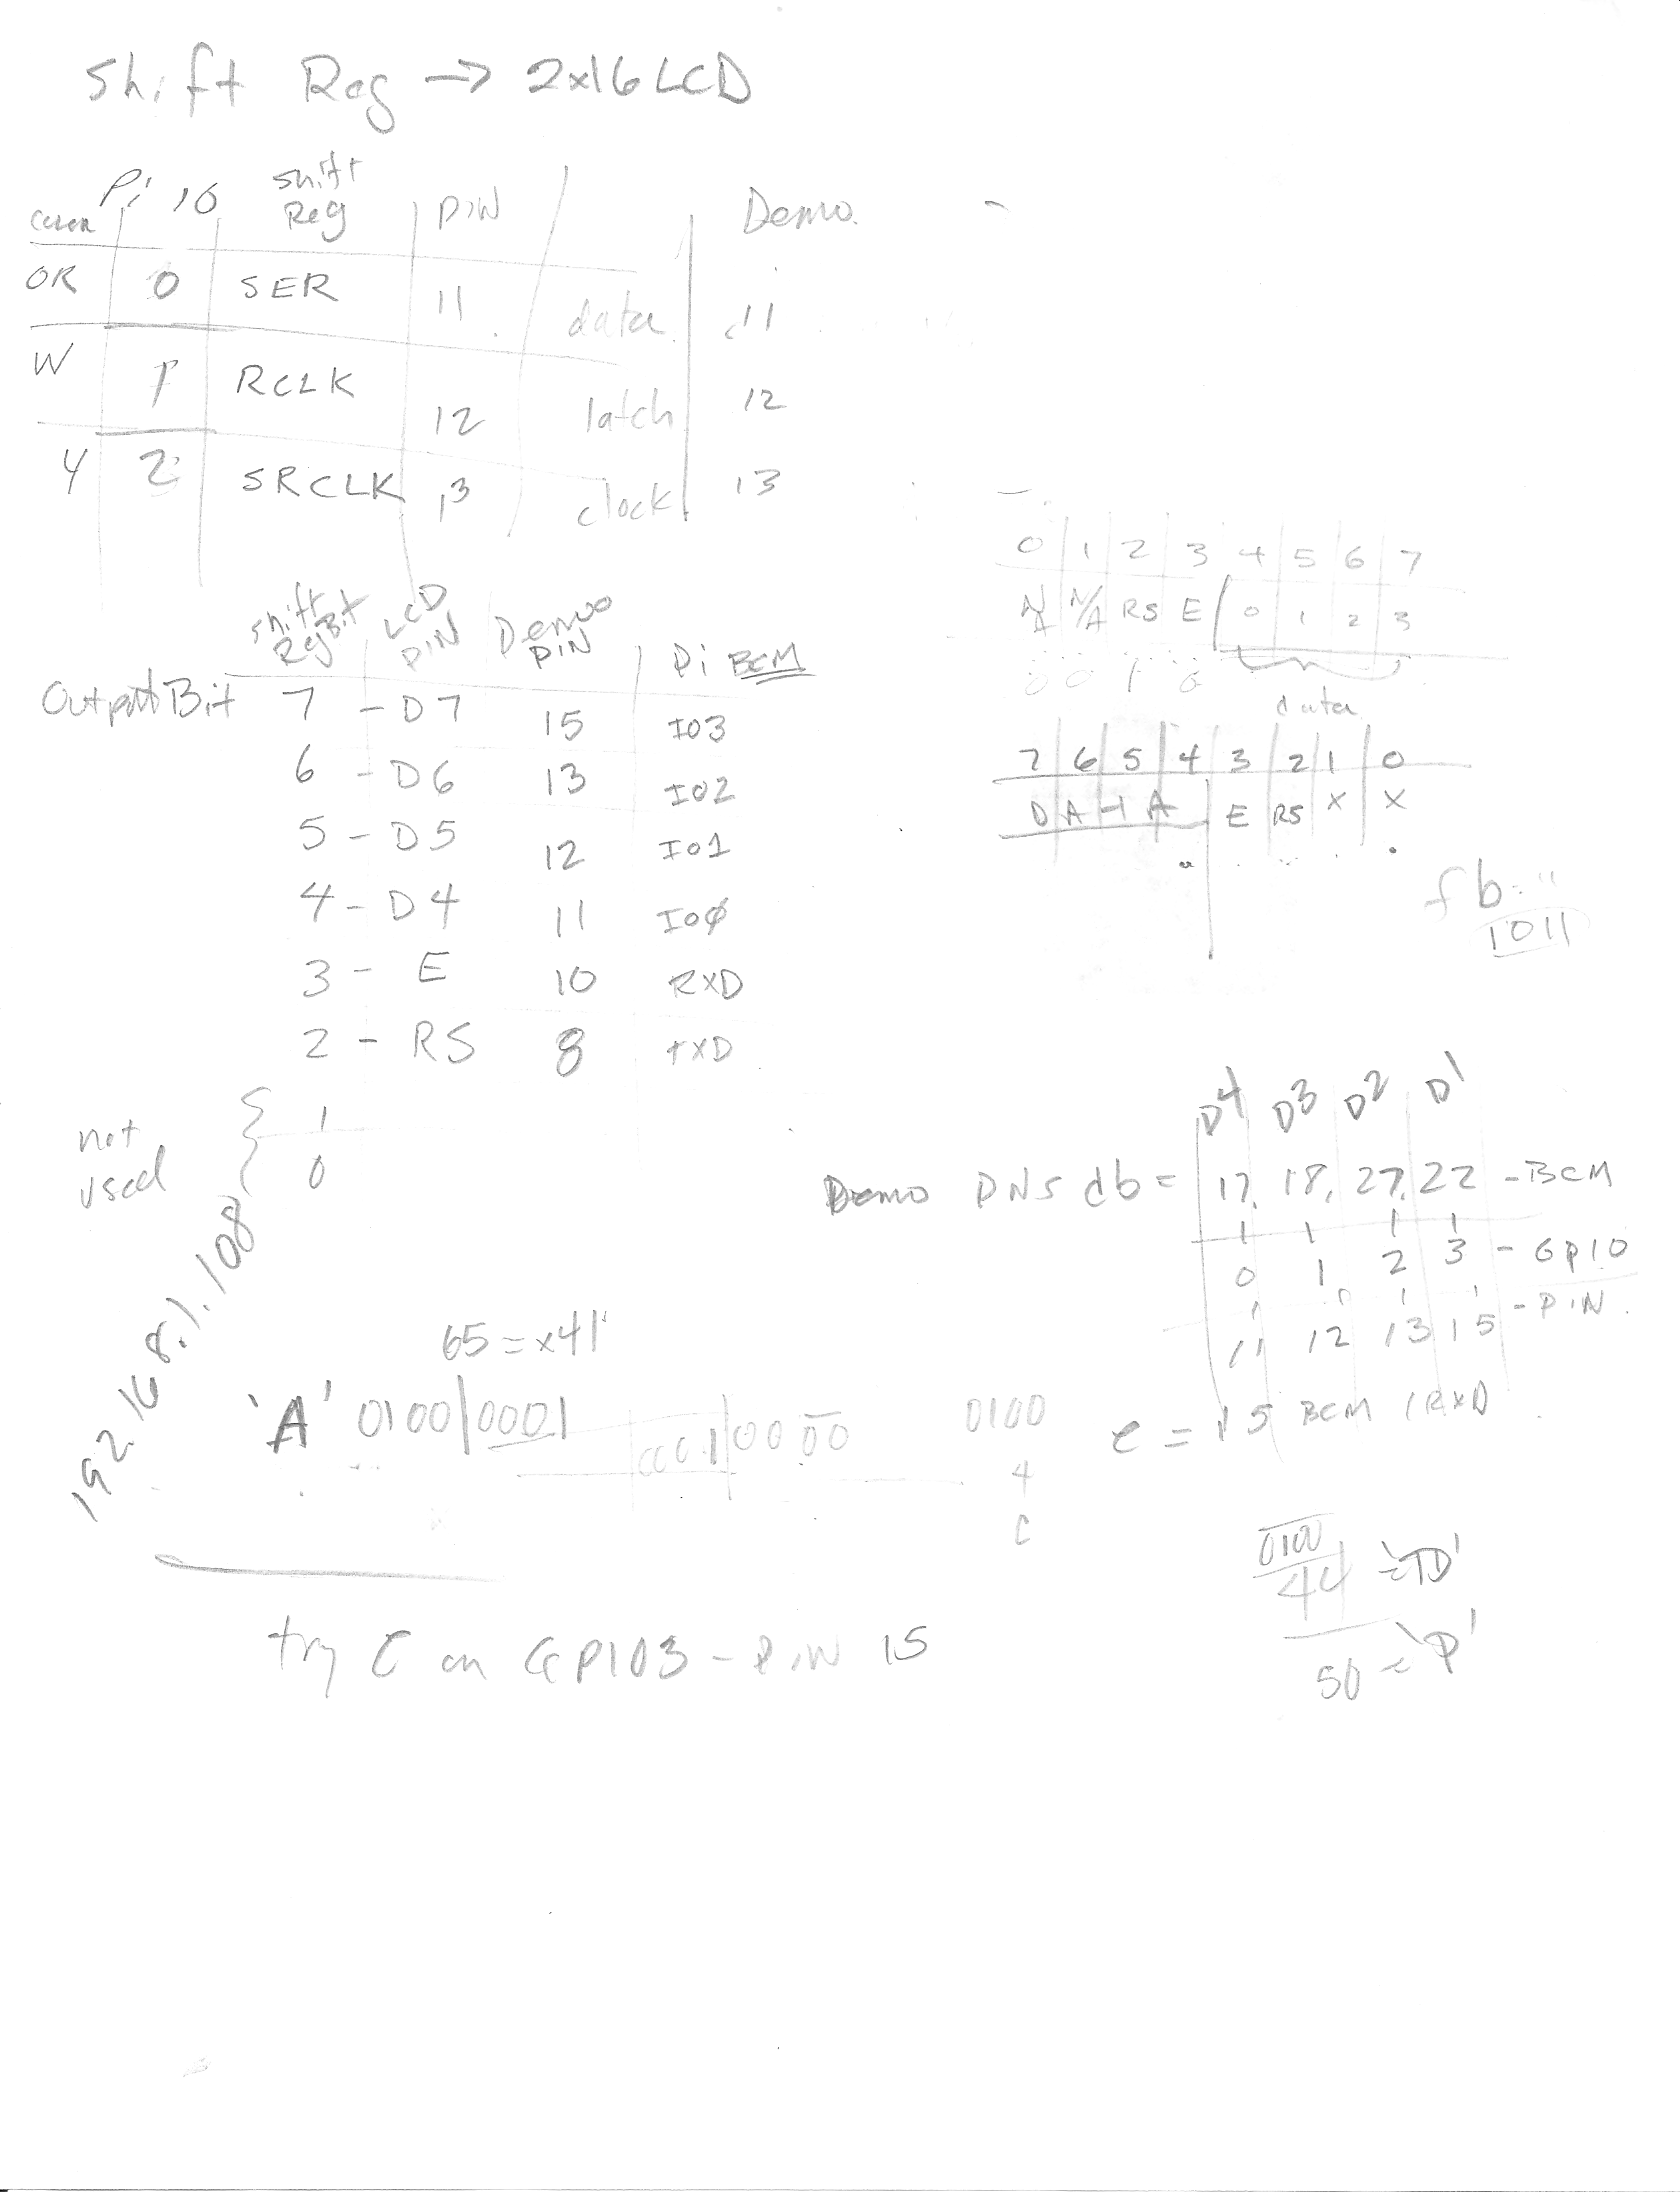 Shift Reg → 2x16 LCD
Pi IO Shift Reg PIN Demo
OR 0 SER 11 data 11
W 1 RCLK 12 latch 12
Y 2 SRCLK 13 clock 13
0 1 2 3 4 5 6 7
N/A N/A RS E 0 1 2 3
0 0 1 0
data
7 6 5 4 3 2 1 0
D A T A E RS X X
fb
1011
Shift Reg Bit LCD PIN Demo PIN Pi BCM
Output Bit 7 - D7 15 IO3
6 - D6 13 IO2
5 - D5 12 IO1
4 - D4 11 IO0
3 - E 10 RXD
2 - RS 8 TXD
not used { 1
0
192.168.1.108
D4 D3 D2 D1
Demo PNS db = 17, 18, 27, 22 - BCM
0 1 2 3 - GPIO
11 12 13 15 - PIN
e = 15 BCM / RXD
65 = x41
'A' 0100|0001 0001|0000 0100
4
C
0100
44 = 'D'
50 = 'P'
try E on GPIO3 - PIN 15